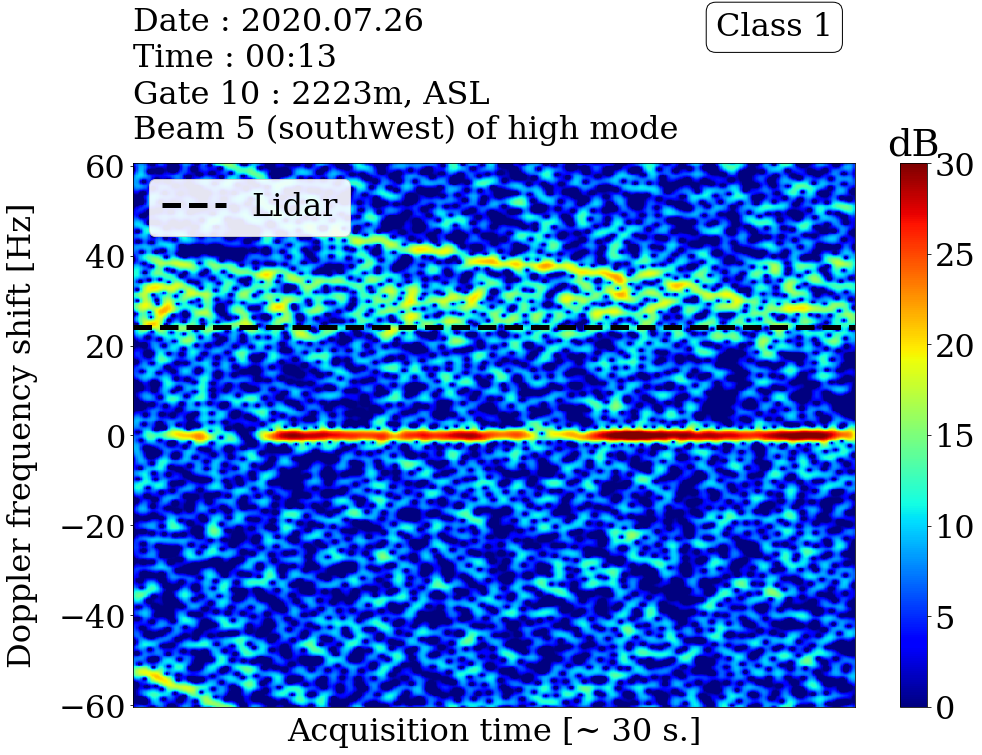 Date : 2020.07.26
Time : 00:13
Gate 10 : 2223m, ASL
Beam 5 (southwest) of high mode
Class 1
dB
Lidar
60
40
20
0
−20
−40
−60
Doppler frequency shift [Hz]
Acquisition time [~ 30 s.]
30
25
20
15
10
5
0